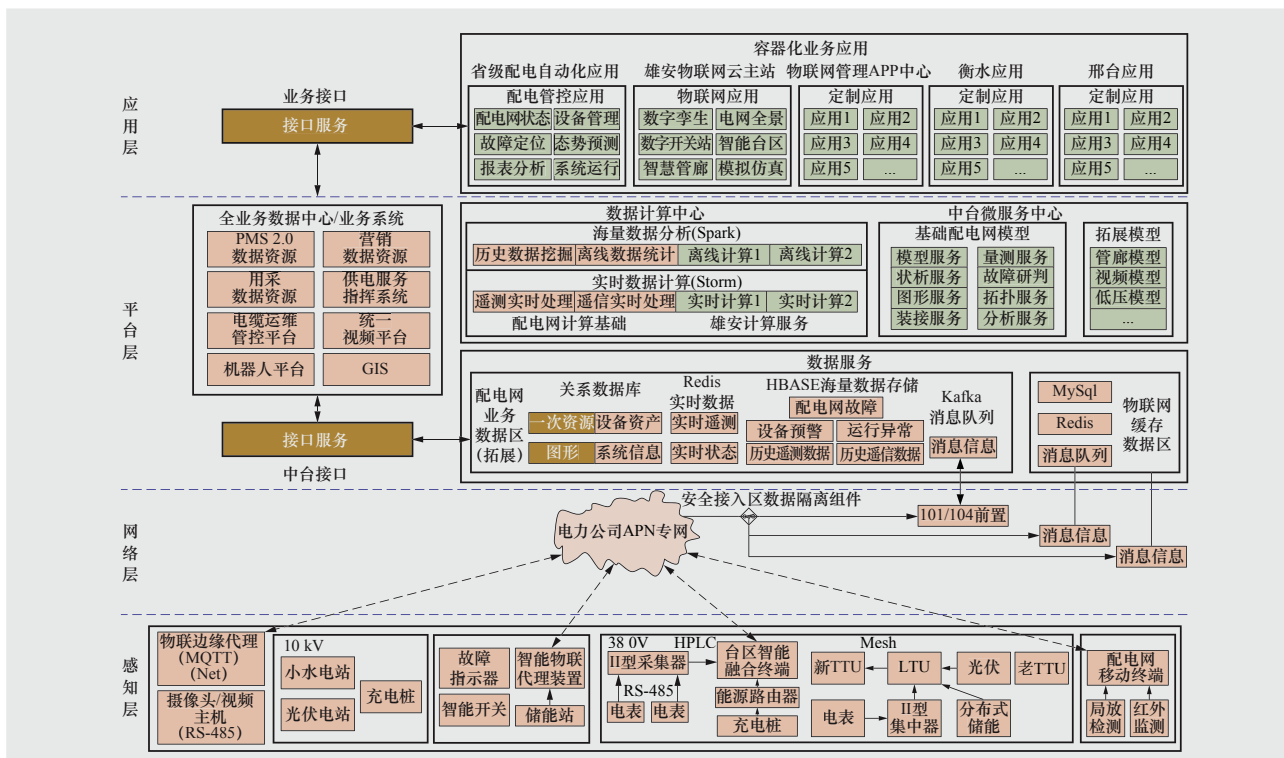 应用层
业务接口
接口服务
容器化业务应用
省级配电自动化应用
配电管控应用
配电网状态
设备管理
故障定位
态势预测
报表分析
系统运行
雄安物联网云主站
物联网应用
数字孪生
电网全景
数字开关站
智能台区
智慧管廊
模拟仿真
物联网管理APP中心
定制应用
应用1
应用2
应用3
应用4
应用5
...
衡水应用
定制应用
应用1
应用2
应用3
应用4
应用5
...
邢台应用
定制应用
应用1
应用2
应用3
应用4
应用5
...
平台层
全业务数据中心/业务系统
PMS 2.0
数据资源
营销
数据资源
用采
数据资源
供电服务
指挥系统
电缆运维
管控平台
统一
视频平台
机器人平台
GIS
接口服务
中台接口
数据计算中心
海量数据分析(Spark)
历史数据挖掘
离线数据统计
离线计算1
离线计算2
实时数据计算(Storm)
遥测实时处理
遥信实时处理
实时计算1
实时计算2
配电网计算基础
雄安计算服务
中台微服务中心
基础配电网模型
模型服务
量测服务
状析服务
故障研判
图形服务
拓扑服务
装接服务
分析服务
拓展模型
管廊模型
视频模型
低压模型
...
数据服务
配电网
业务
数据区
(拓展)
关系数据库
一次资源
设备资产
图形
系统信息
Redis
实时数据
实时遥测
实时状态
HBASE海量数据存储
配电网故障
设备预警
运行异常
历史遥测数据
历史遥信数据
Kafka
消息队列
消息信息
MySql
Redis
消息队列
物联网
缓存
数据区
网络层
电力公司APN专网
安全接入区数据隔离组件
101/104前置
消息信息
消息信息
感知层
物联边缘代理
(MQTT)
(Net)
摄像头/视频
主机
(RS-485)
10 kV
小水电站
光伏电站
充电桩
故障
指示器
智能开关
智能物联
代理装置
储能站
38 0V
HPLC
II型采集器
RS-485
电表
电表
台区智能
融合终端
能源路由器
充电桩
Mesh
新TTU
LTU
光伏
老TTU
电表
II型
集中器
分布式
储能
配电网
移动终端
局放
检测
红外
监测